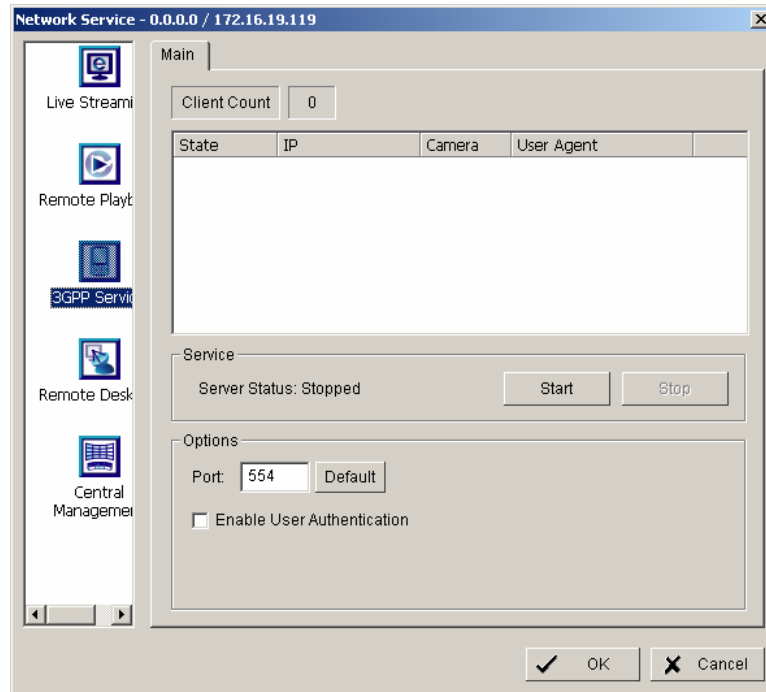 Network Service - 0.0.0.0 / 172.16.19.119
Live Streami
Remote Playb
3GPP Servic
Remote Desk
Central
Managemen
Main
Client Count 0
State IP Camera User Agent
Service
Server Status: Stopped Start Stop
Options
Port: 554 Default
Enable User Authentication
OK Cancel